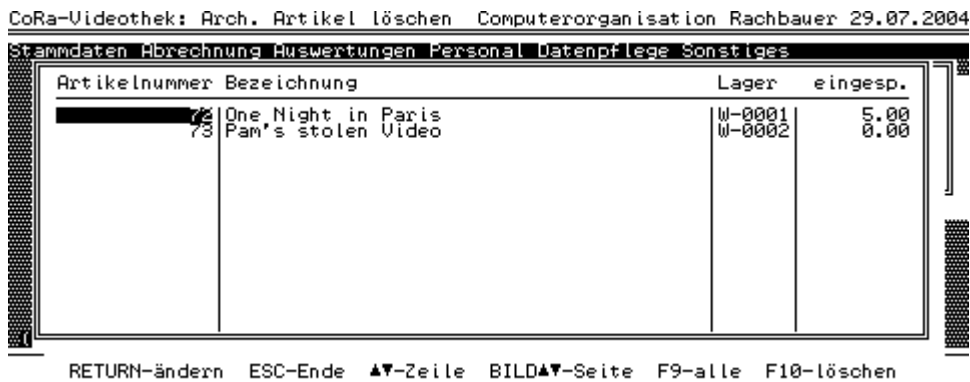 CoRa-Videothek: Arch. Artikel löschen Computerorganisation Rachbauer 29.07.2004
Stammdaten Abrechnung Auswertungen Personal Datenpflege Sonstiges
Artikelnummer Bezeichnung Lager eingesp.
72 One Night in Paris W-0001 5.00
73 Pam's stolen Video W-0002 0.00
RETURN-ändern ESC-Ende ▲▼-Zeile BILD▲▼-Seite F9-alle F10-löschen